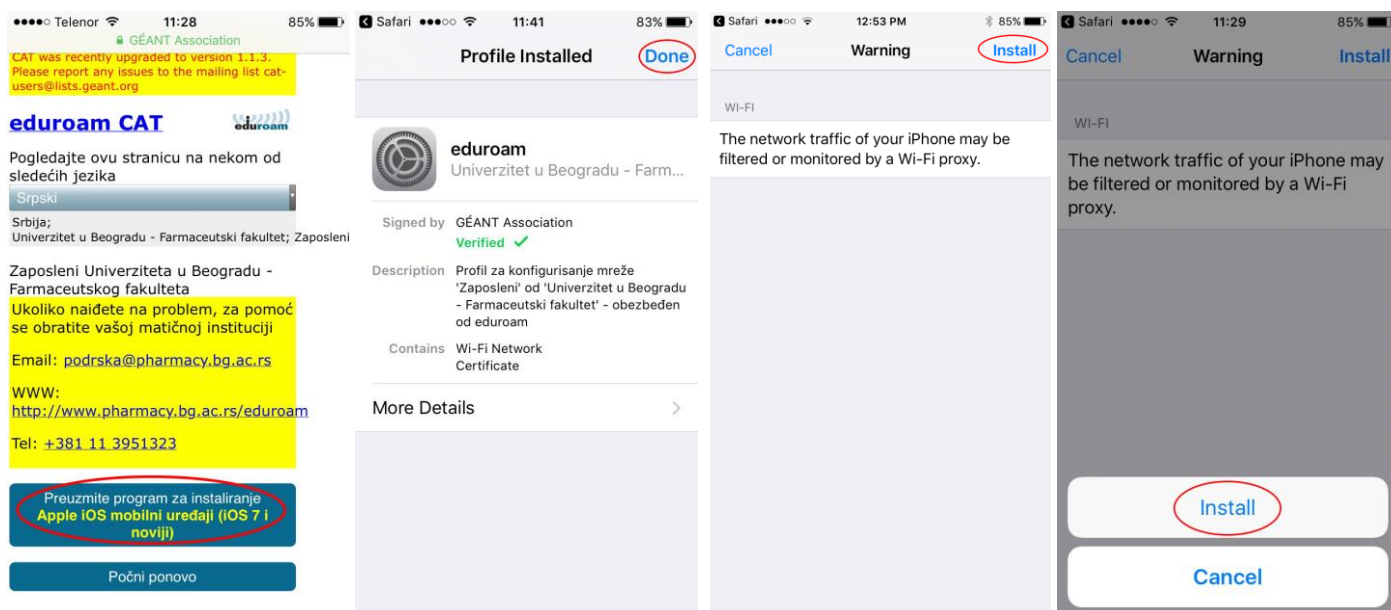 Telenor 11:28 85%
GÉANT Association
CAT was recently upgraded to version 1.1.3.
Please report any issues to the mailing list cat-
users@lists.geant.org
eduroam CAT
eduroam
Pogledajte ovu stranicu na nekom od
sledećih jezika
Srpski
Srbija;
Univerzitet u Beogradu - Farmaceutski fakultet; Zaposleni
Zaposleni Univerziteta u Beogradu -
Farmaceutskog fakulteta
Ukoliko naiđete na problem, za pomoć
se obratite vašoj matičnoj instituciji
Email: podrska@pharmacy.bg.ac.rs
WWW:
http://www.pharmacy.bg.ac.rs/eduroam
Tel: +381 11 3951323
Preuzmite program za instaliranje
Apple iOS mobilni uređaji (iOS 7 i
noviji)
Počni ponovo
Safari 11:41 83%
Profile Installed Done
eduroam
Univerzitet u Beogradu - Farm...
Signed by GÉANT Association
Verified ✓
Description Profil za konfigurisanje mreže
'Zaposleni' od 'Univerzitet u Beogradu
- Farmaceutski fakultet' - obezbeđen
od eduroam
Contains Wi-Fi Network
Certificate
More Details
Safari 12:53 PM 85%
Cancel Warning Install
WI-FI
The network traffic of your iPhone may be
filtered or monitored by a Wi-Fi proxy.
Safari 11:29 85%
Cancel Warning Install
WI-FI
The network traffic of your iPhone may
be filtered or monitored by a Wi-Fi
proxy.
Install
Cancel